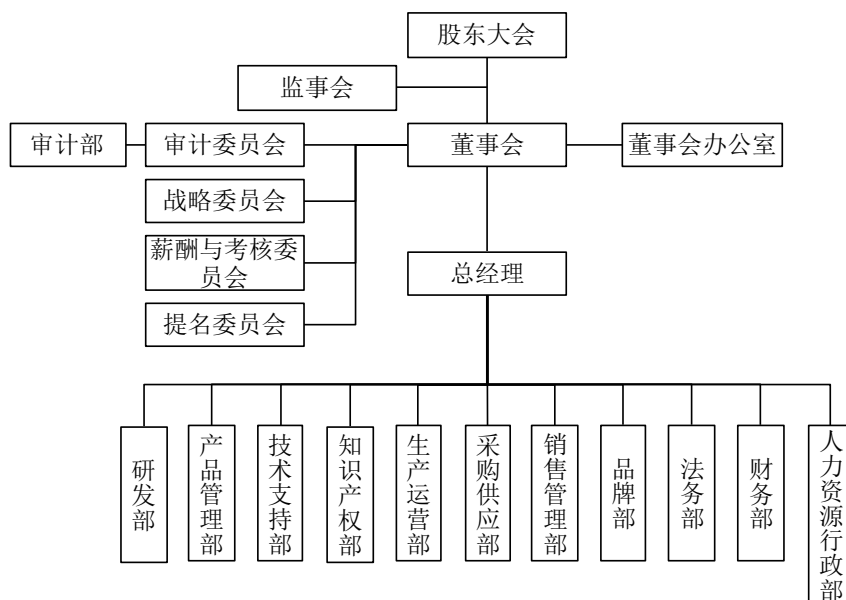 股东大会
监事会
审计部
审计委员会
董事会
董事会办公室
战略委员会
薪酬与考核委
员会
总经理
提名委员会
研发部
产品管理部
技术支持部
知识产权部
生产运营部
采购供应部
销售管理部
品牌部
法务部
财务部
人力资源行政部